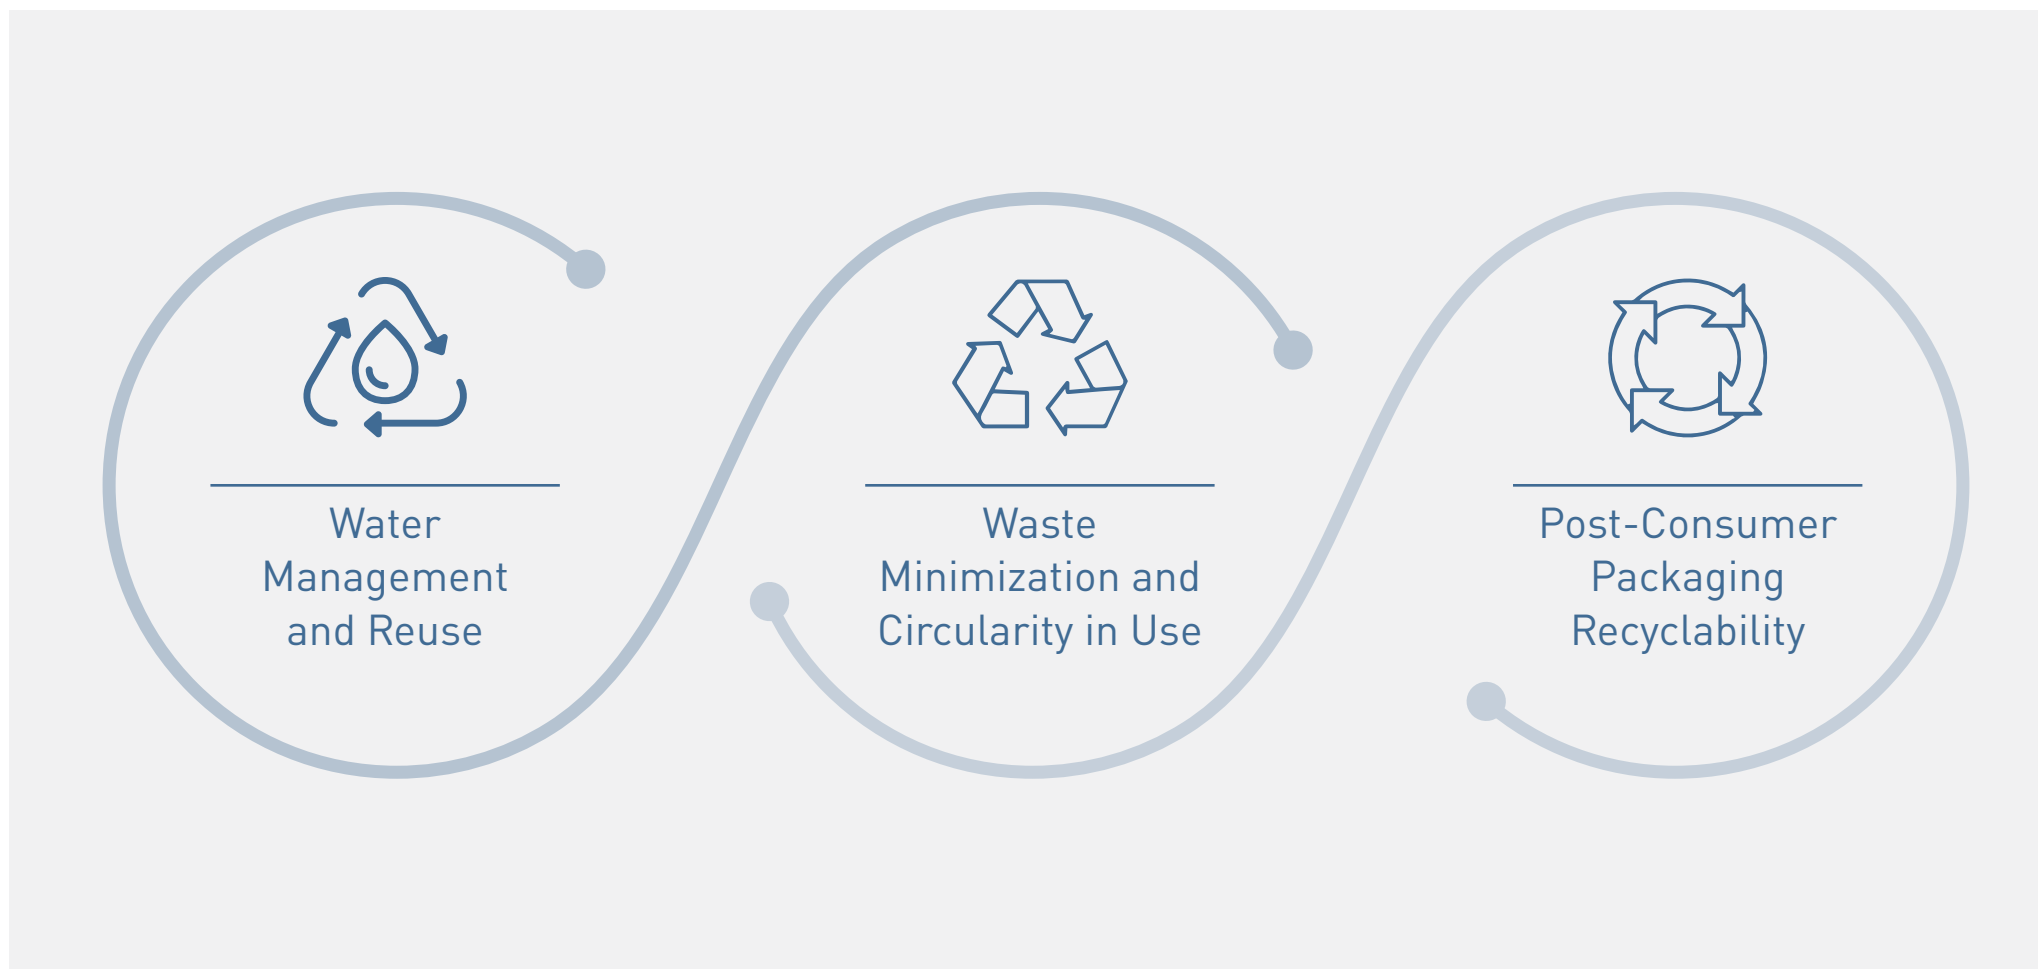 Water
Management
and Reuse
Waste
Minimization and
Circularity in Use
Post-Consumer
Packaging
Recyclability